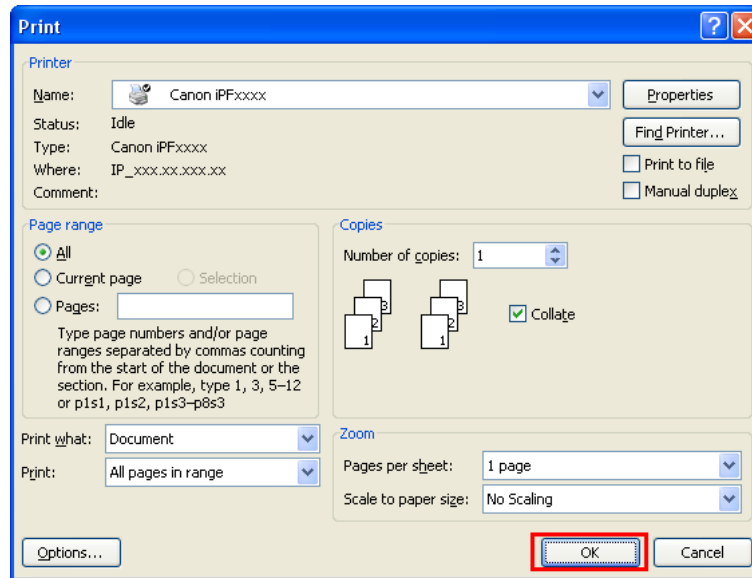 Print
Printer
Name: Canon iPFxxxx
Properties
Status: Idle
Find Printer...
Type: Canon iPFxxxx
Where: IP_xxx.xx.xxx.xx
Print to file
Comment:
Manual duplex
Page range
All
Current page Selection
Pages:
Type page numbers and/or page
ranges separated by commas counting
from the start of the document or the
section. For example, type 1, 3, 5–12
or p1s1, p1s2, p1s3–p8s3
Copies
Number of copies: 1
3 3
2 2
1 1
Collate
Print what: Document
Print: All pages in range
Zoom
Pages per sheet: 1 page
Scale to paper size: No Scaling
Options...
OK
Cancel